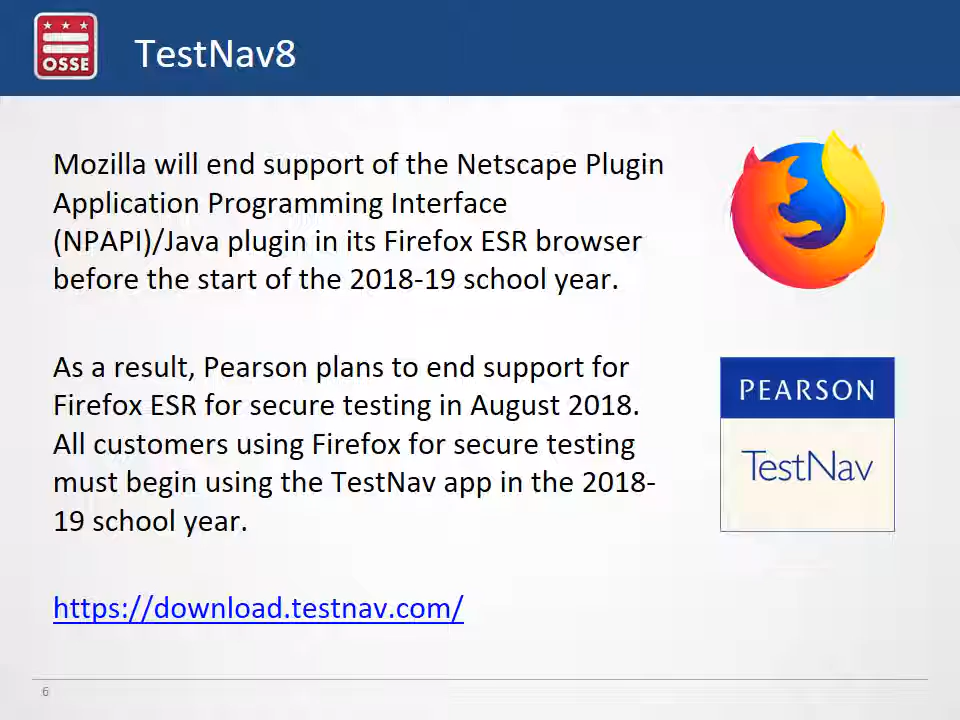 OSSE
TestNav8
Mozilla will end support of the Netscape Plugin
Application Programming Interface
(NPAPI)/Java plugin in its Firefox ESR browser
before the start of the 2018-19 school year.
As a result, Pearson plans to end support for
Firefox ESR for secure testing in August 2018.
All customers using Firefox for secure testing
must begin using the TestNav app in the 2018-
19 school year.
PEARSON
TestNav
https://download.testnav.com/
6